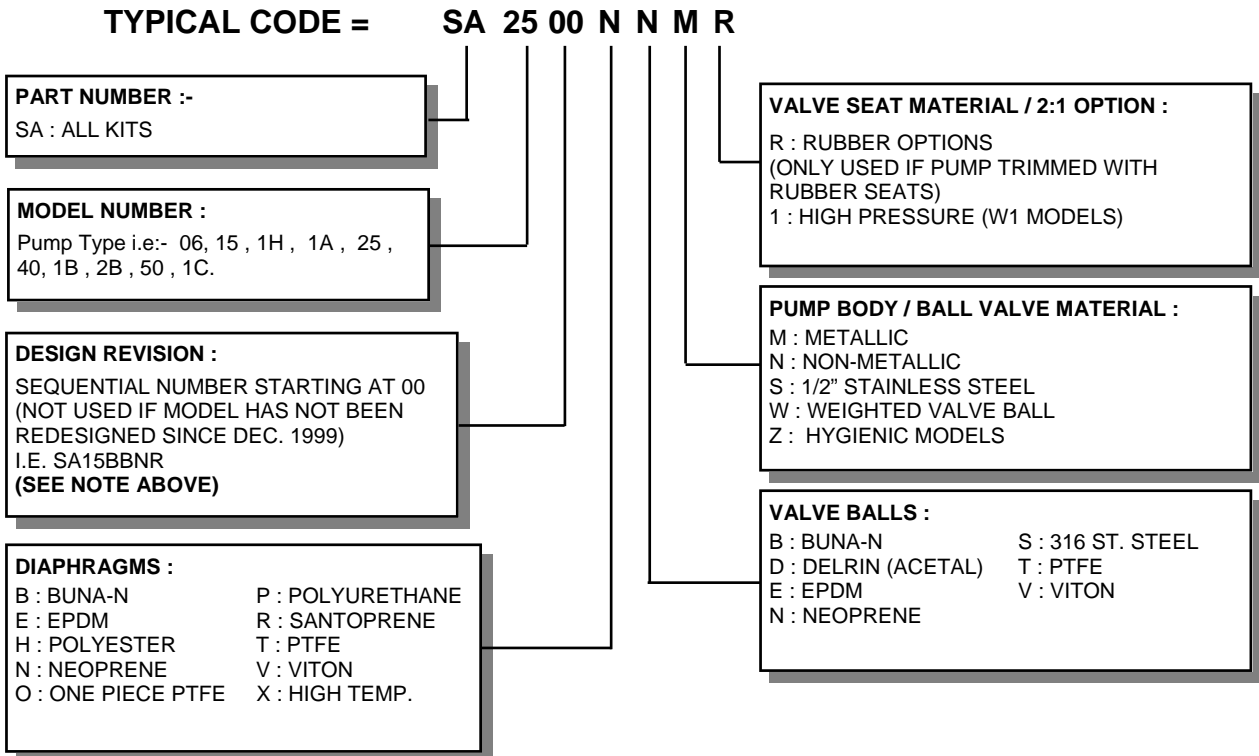 TYPICAL CODE = SA 25 00 N N M R
PART NUMBER :-
SA : ALL KITS
MODEL NUMBER :
Pump Type i.e:- 06, 15 , 1H , 1A , 25 ,
40, 1B , 2B , 50 , 1C.
DESIGN REVISION :
SEQUENTIAL NUMBER STARTING AT 00
(NOT USED IF MODEL HAS NOT BEEN
REDESIGNED SINCE DEC. 1999)
I.E. SA15BBNR
(SEE NOTE ABOVE)
DIAPHRAGMS :
B : BUNA-N P : POLYURETHANE
E : EPDM R : SANTOPRENE
H : POLYESTER T : PTFE
N : NEOPRENE V : VITON
O : ONE PIECE PTFE X : HIGH TEMP.
VALVE SEAT MATERIAL / 2:1 OPTION :
R : RUBBER OPTIONS
(ONLY USED IF PUMP TRIMMED WITH
RUBBER SEATS)
1 : HIGH PRESSURE (W1 MODELS)
PUMP BODY / BALL VALVE MATERIAL :
M : METALLIC
N : NON-METALLIC
S : 1/2” STAINLESS STEEL
W : WEIGHTED VALVE BALL
Z : HYGIENIC MODELS
VALVE BALLS :
B : BUNA-N S : 316 ST. STEEL
D : DELRIN (ACETAL) T : PTFE
E : EPDM V : VITON
N : NEOPRENE